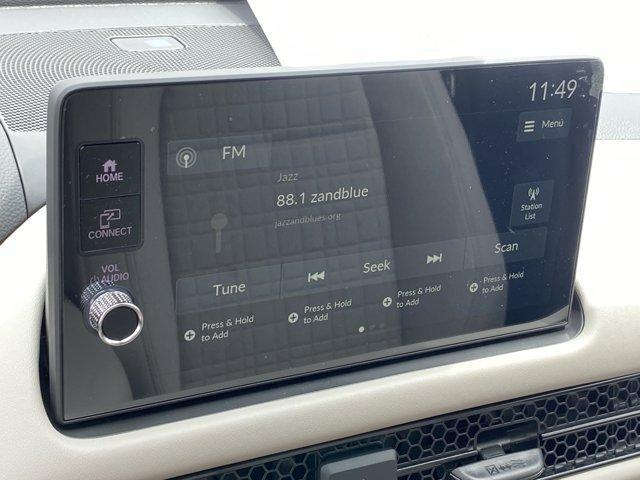 11:49
Menu
FM
HOME
Jazz
88.1 zandblue
jazzandblues.org
Station
List
CONNECT
VOL
AUDIO
Tune
Seek
Scan
Press & Hold
to Add
Press & Hold
to Add
Press & Hold
to Add
Press & Hold
to Add